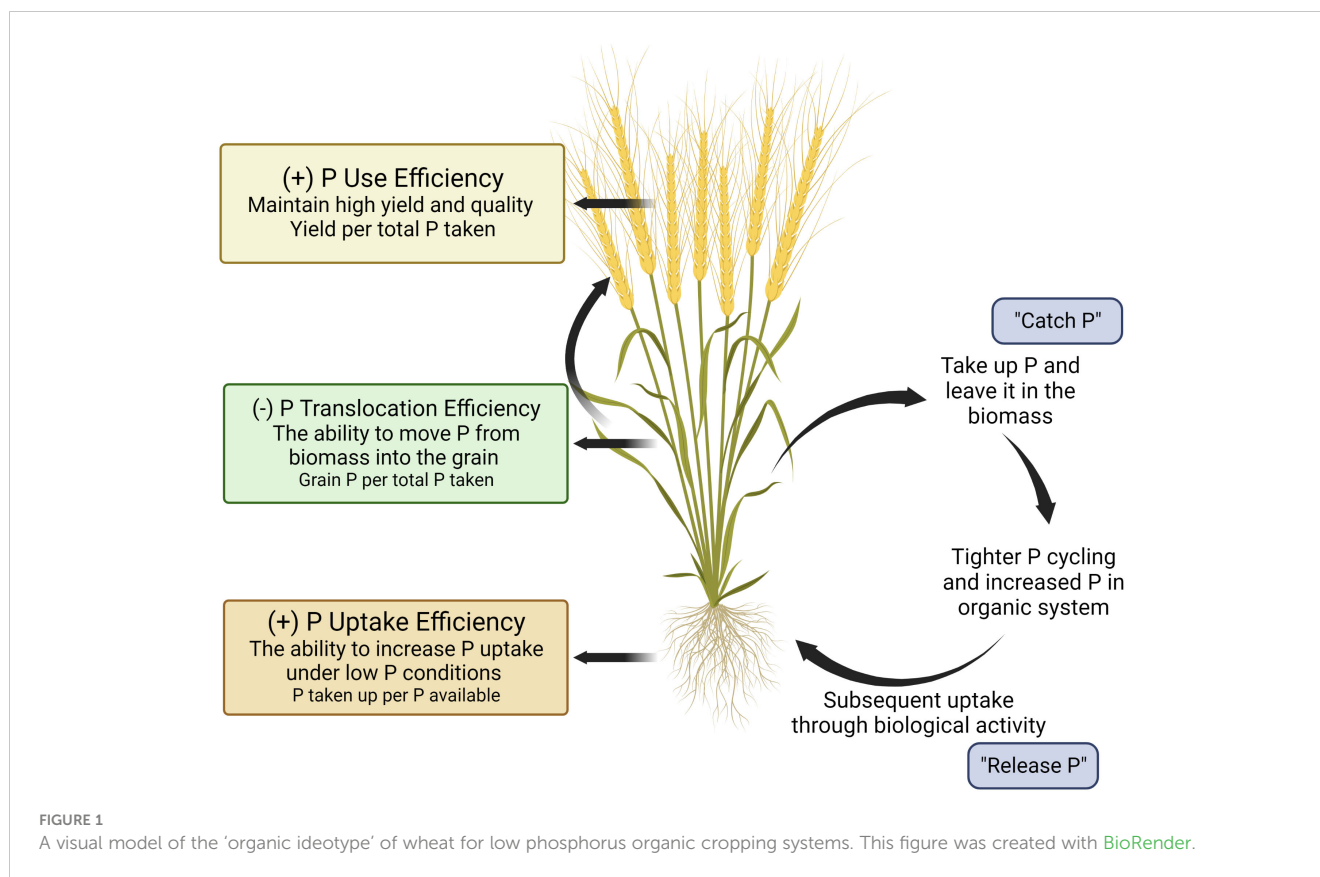 (+) P Use Efficiency
Maintain high yield and quality
Yield per total P taken
(-) P Translocation Efficiency
The ability to move P from
biomass into the grain
Grain P per total P taken
(+) P Uptake Efficiency
The ability to increase P uptake
under low P conditions
P taken up per P available
"Catch P"
Take up P and
leave it in the
biomass
Tighter P cycling
and increased P in
organic system
Subsequent uptake
through biological activity
"Release P"
FIGURE 1
A visual model of the ‘organic ideotype’ of wheat for low phosphorus organic cropping systems. This figure was created with BioRender.